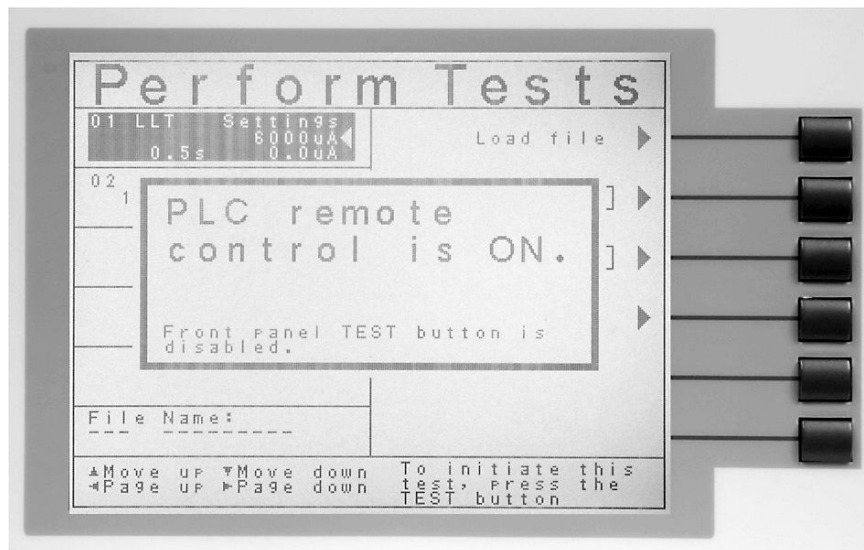 Perform Tests
01 LLT Settings
6000uA
0.5s 0.0uA
Load file
02
1
]
]
PLC remote
control is ON.
Front panel TEST button is
disabled.
File Name:
▲Move up ▼Move down
◄Page up ►Page down
To initiate this
test, press the
TEST button